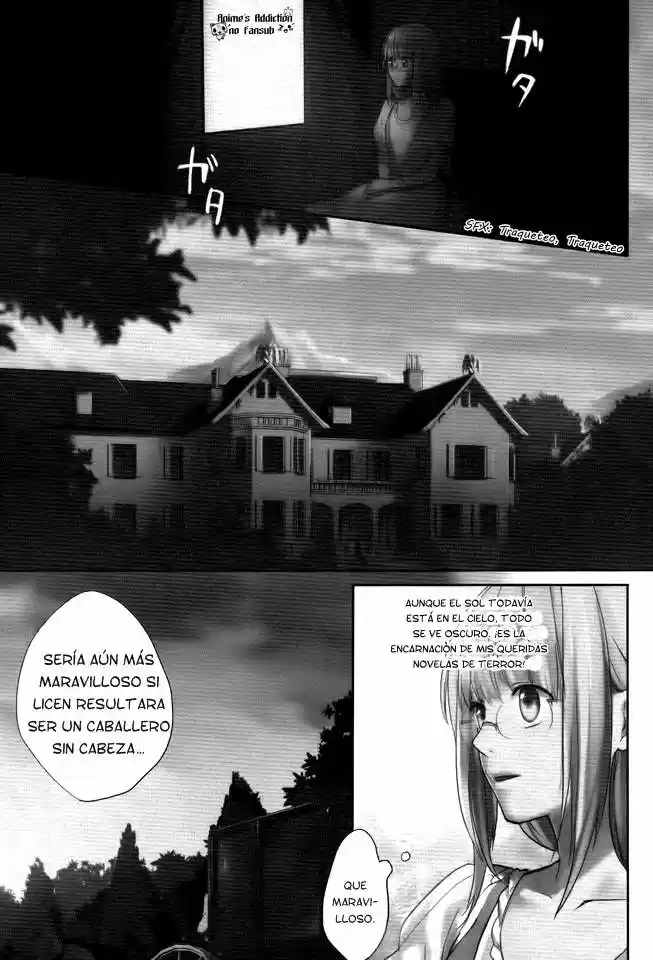 Anime's Addiction
no Fansub
ガタ
ガタ
SFX: Traqueteo, Traqueteo
AUNQUE EL SOL TODAVÍA
ESTÁ EN EL CIELO, TODO
SE VE OSCURO. ¡ES LA
ENCARNACIÒN DE MIS QUERIDAS
NOVELAS DE TERROR!
SERÍA AÚN MÁS
MARAVILLOSO SI
LICEN RESULTARA
SER UN CABALLERO
SIN CABEZA...
QUE
MARAVI-
LLOSO.